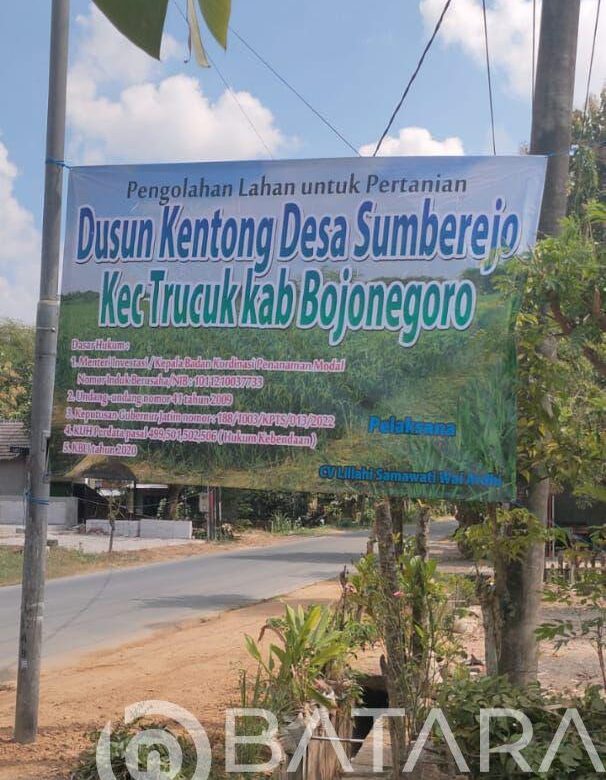 Pengolahan Lahan untuk Pertanian
Dusun Kentong Desa Sumberejo
Kec Trucuk kab Bojonegoro
Dasar Hukum :
1. Menteri Investasi / Kepala Badan Kordinasi Penanaman Modal
Nomor Induk Berusaha/NIB : 1011210037733
2. Undang-undang nomor 41 tahun 2009
3. Keputusan Gubernur Jatim nomor : 188/1003/KPTS/013/2022
4. KUH Perdata pasal 499,501,502,506 ( Hukum Kebendaan )
5. KBLI tahun 2020
Pelaksana
CV Lillahi Samawati Wal Ardhi
BATARA